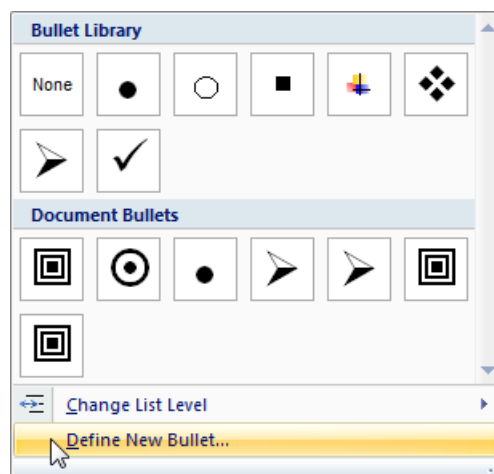 Bullet Library
None
Document Bullets
Change List Level
Define New Bullet...